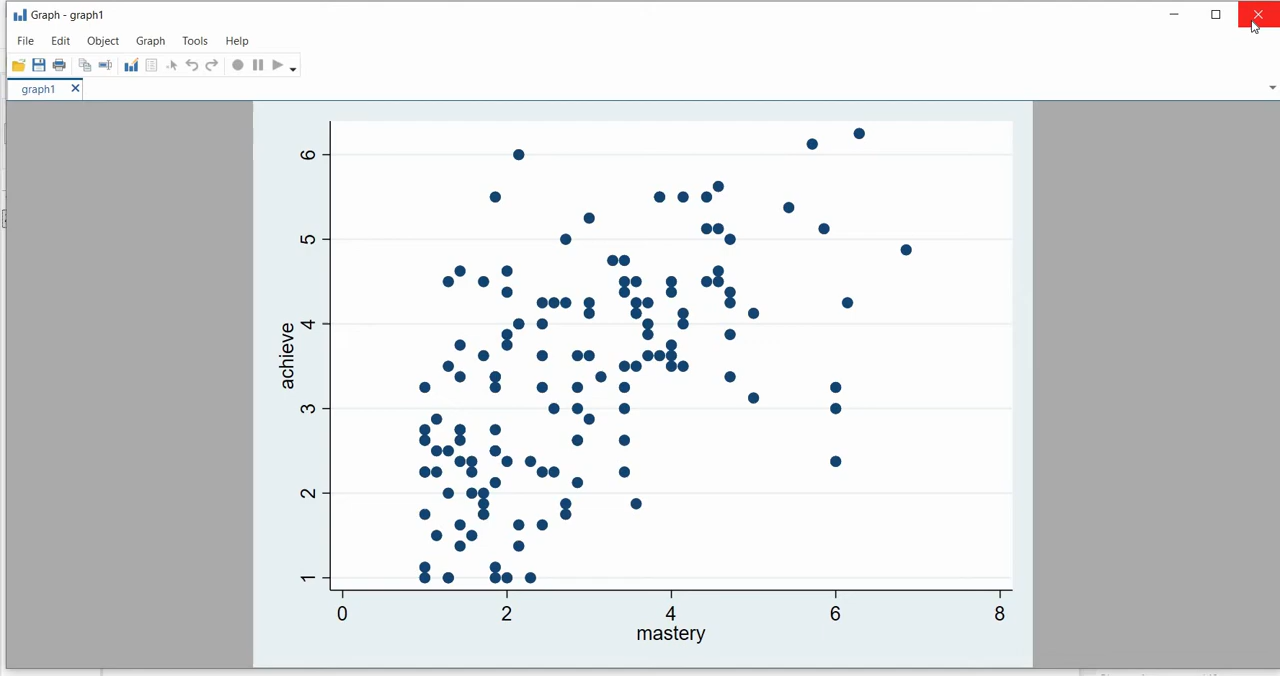 Graph - graph1
File Edit Object Graph Tools Help
graph1
6
5
4
3
2
1
achieve
0 2 4 6 8
mastery